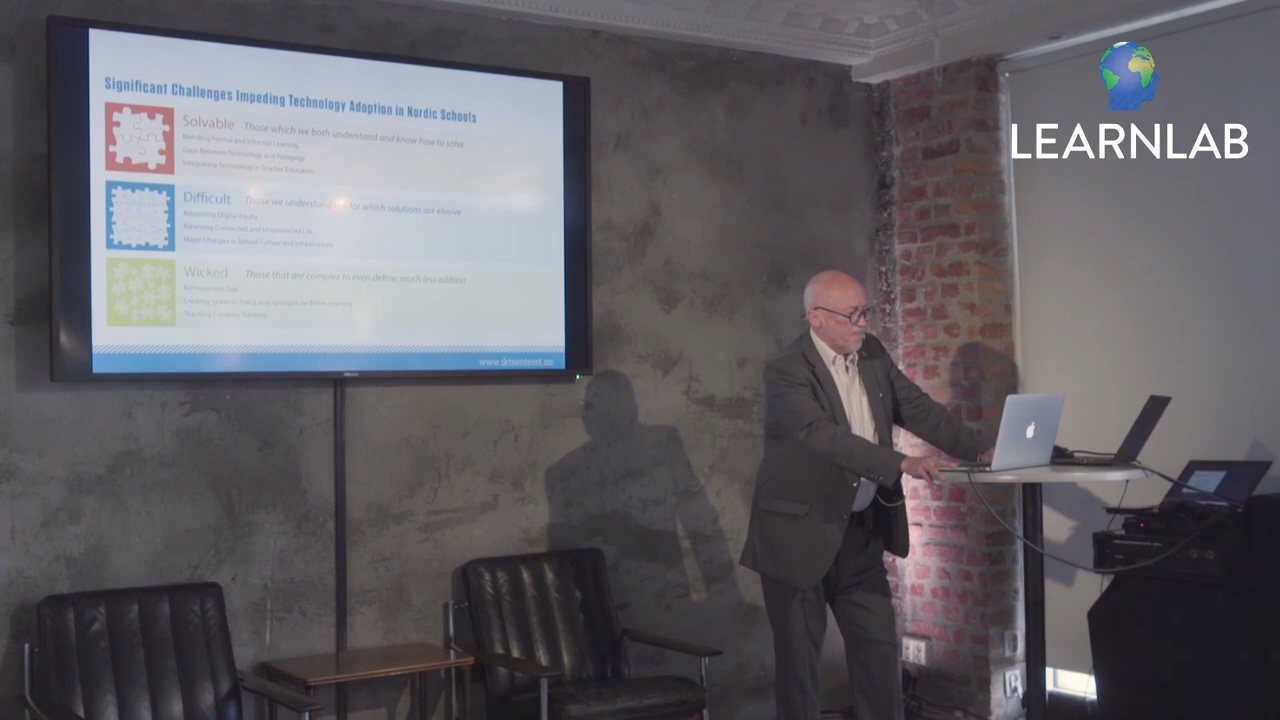 Significant Challenges Impeding Technology Adoption in Nordic Schools
Solvable Those which we both understand and know how to solve
Blending Formal and Informal Learning
Gaps Between Technology and Pedagogy
Integrating Technology in Teacher Education
Difficult Those we understand for which solutions are elusive
Advancing Digital Equity
Balancing Connected and Unconnected Life
Major Changes in School Culture and Infrastructure
Wicked Those that are complex to even define, much less address
Achievement Gap
Creating Systemic Policy and Synergies for Better Learning
Teaching Complex Thinking
www.iktsenteret.no
LEARNLAB